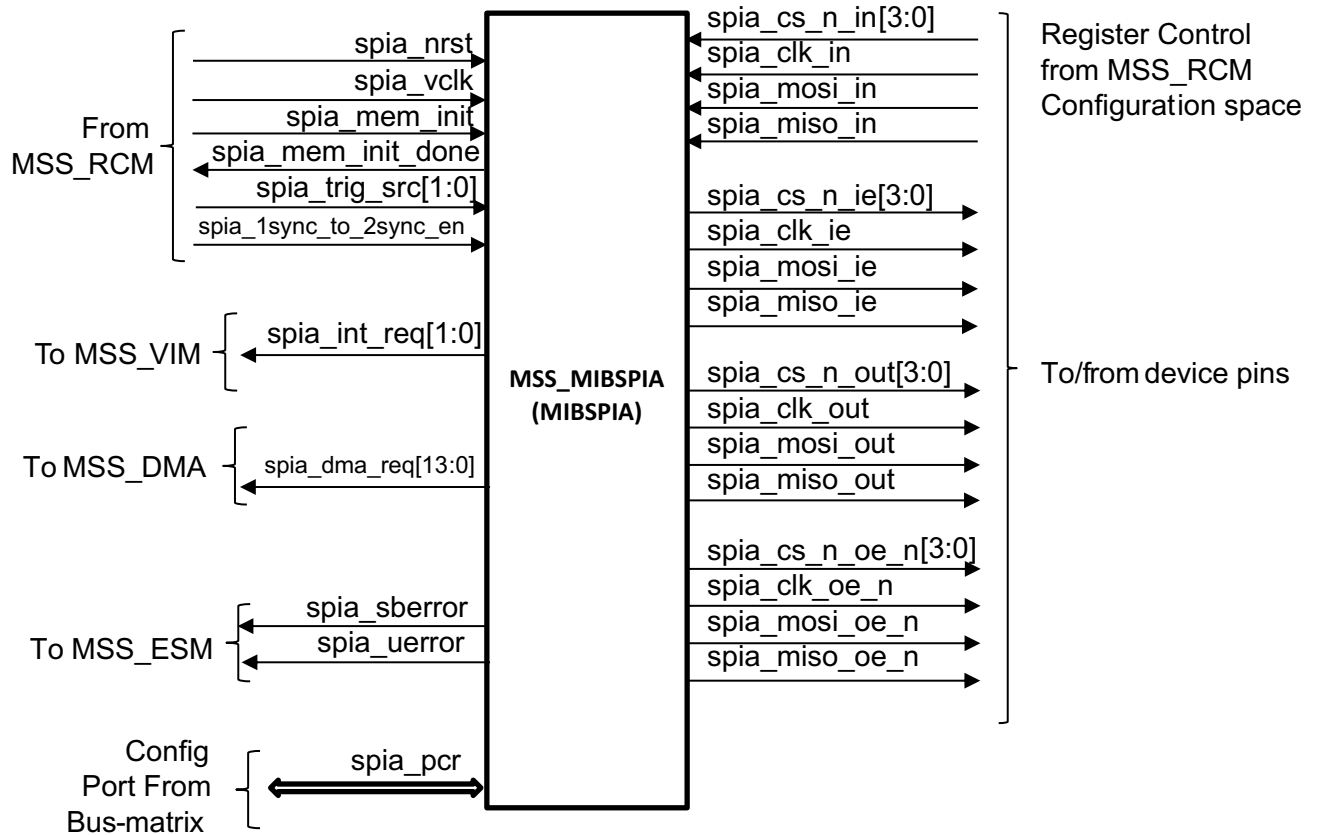 From
MSS_RCM
spia_nrst
spia_vclk
spia_mem_init
spia_mem_init_done
spia_trig_src[1:0]
spia_1sync_to_2sync_en
To MSS_VIM
spia_int_req[1:0]
To MSS_DMA
spia_dma_req[13:0]
To MSS_ESM
spia_sberror
spia_uerror
Config
Port From
Bus-matrix
spia_pcr
MSS_MIBSPIA
(MIBSPIA)
spia_cs_n_in[3:0]
spia_clk_in
spia_mosi_in
spia_miso_in
spia_cs_n_ie[3:0]
spia_clk_ie
spia_mosi_ie
spia_miso_ie
spia_cs_n_out[3:0]
spia_clk_out
spia_mosi_out
spia_miso_out
spia_cs_n_oe_n[3:0]
spia_clk_oe_n
spia_mosi_oe_n
spia_miso_oe_n
Register Control
from MSS_RCM
Configuration space
To/from device pins